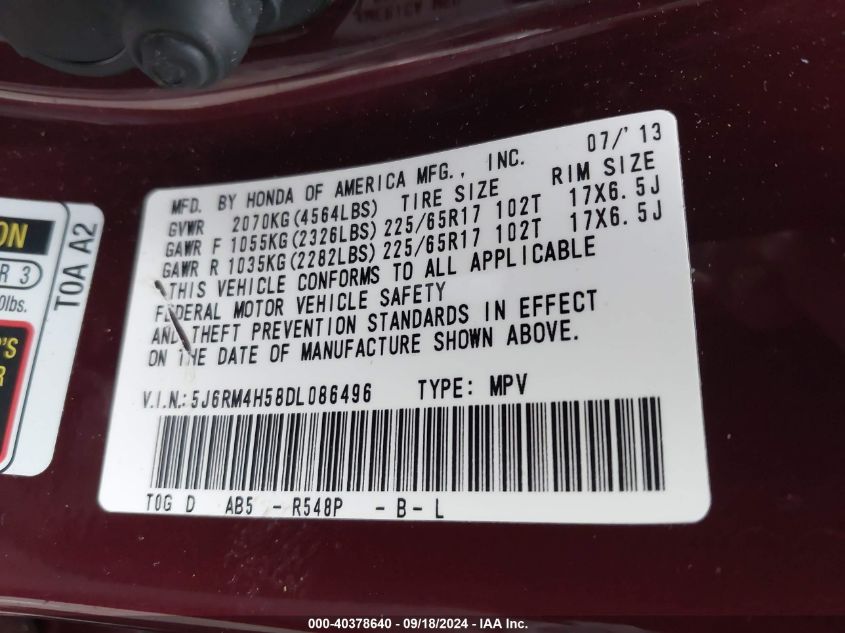 07/'13
MFD. BY HONDA OF AMERICA MFG., INC.
TIRE SIZE RIM SIZE
GVWR 2070KG(4564LBS)
GAWR F 1055KG(2326LBS) 225/65R17 102T 17X6.5J
GAWR R 1035KG(2282LBS) 225/65R17 102T 17X6.5J
THIS VEHICLE CONFORMS TO ALL APPLICABLE
FEDERAL MOTOR VEHICLE SAFETY
AND THEFT PREVENTION STANDARDS IN EFFECT
ON THE DATE OF MANUFACTURE SHOWN ABOVE.
V.I.N.: 5J6RM4H58DL086496 TYPE: MPV
T0G D AB5 - R548P - B - L
ON
R 3
0lbs.
'S
R
T0A A2
000-40378640 - 09/18/2024 - IAA Inc.